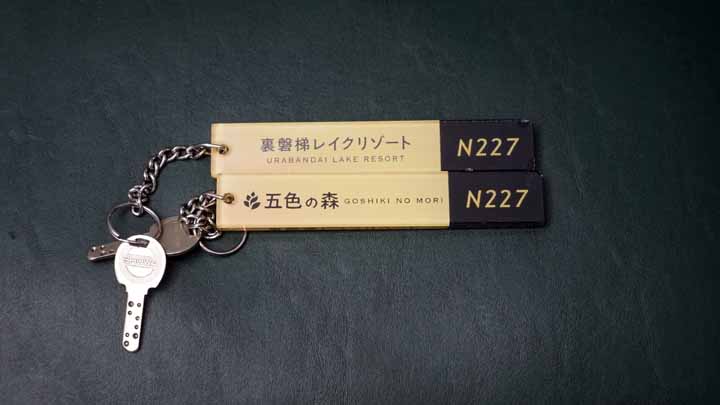 裏磐梯レイクリゾート
URABANDAI LAKE RESORT
N227
五色の森 GOSHIKI NO MORI
N227